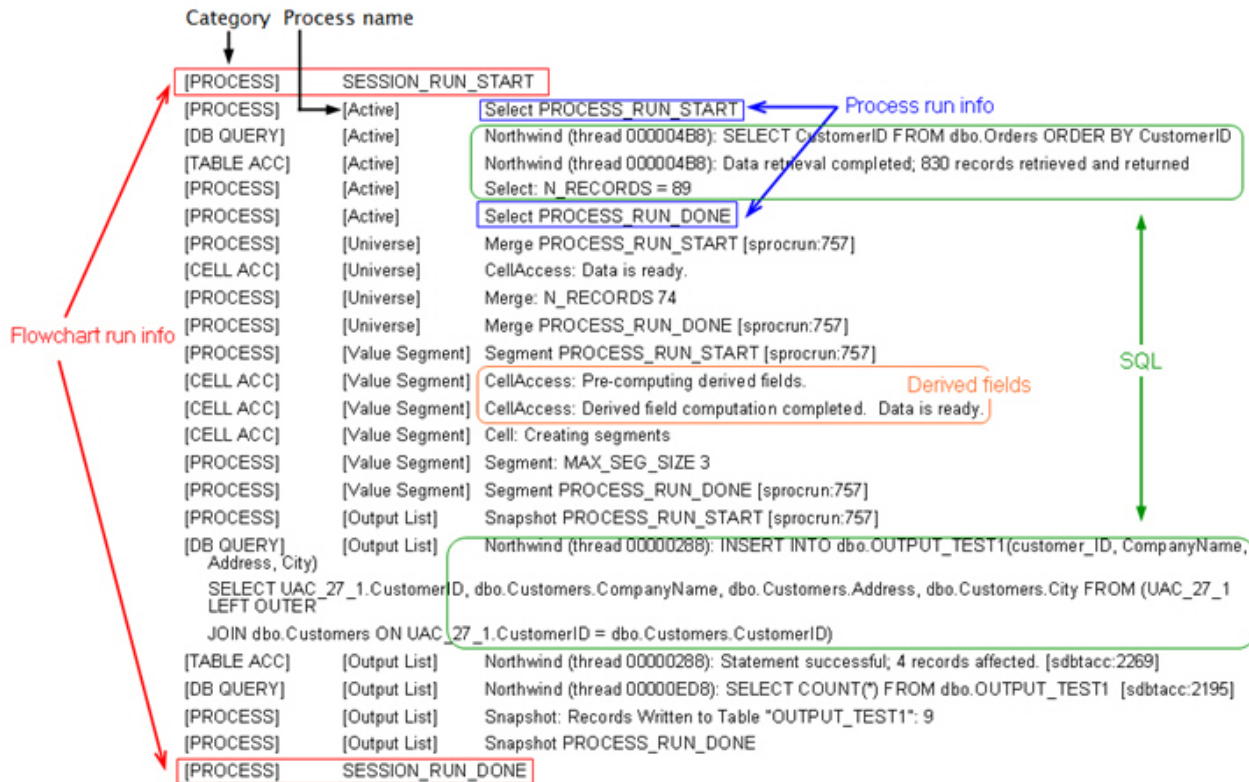 Category Process name
[PROCESS] SESSION_RUN_START
[PROCESS] [Active] Select PROCESS_RUN_START Process run info
[DB QUERY] [Active] Northwind (thread 000004B8): SELECT CustomerID FROM dbo.Orders ORDER BY CustomerID
[TABLE ACC] [Active] Northwind (thread 000004B8): Data retrieval completed; 830 records retrieved and returned
[PROCESS] [Active] Select: N_RECORDS = 89
[PROCESS] [Active] Select PROCESS_RUN_DONE
[PROCESS] [Universe] Merge PROCESS_RUN_START [sprocrun:757]
[CELL ACC] [Universe] CellAccess: Data is ready.
[PROCESS] [Universe] Merge: N_RECORDS 74
[PROCESS] [Universe] Merge PROCESS_RUN_DONE [sprocrun:757]
Flowchart run info
[PROCESS] [Value Segment] Segment PROCESS_RUN_START [sprocrun:757]
SQL
[CELL ACC] [Value Segment] CellAccess: Pre-computing derived fields. Derived fields
[CELL ACC] [Value Segment] CellAccess: Derived field computation completed. Data is ready.
[CELL ACC] [Value Segment] Cell: Creating segments
[PROCESS] [Value Segment] Segment: MAX_SEG_SIZE 3
[PROCESS] [Value Segment] Segment PROCESS_RUN_DONE [sprocrun:757]
[PROCESS] [Output List] Snapshot PROCESS_RUN_START [sprocrun:757]
[DB QUERY] [Output List] Northwind (thread 00000288): INSERT INTO dbo.OUTPUT_TEST1(customer_ID, CompanyName,
Address, City)
SELECT UAC_27_1.CustomerID, dbo.Customers.CompanyName, dbo.Customers.Address, dbo.Customers.City FROM (UAC_27_1
LEFT OUTER
JOIN dbo.Customers ON UAC_27_1.CustomerID = dbo.Customers.CustomerID)
[TABLE ACC] [Output List] Northwind (thread 00000288): Statement successful; 4 records affected. [sdbtacc:2269]
[DB QUERY] [Output List] Northwind (thread 00000ED8): SELECT COUNT(*) FROM dbo.OUTPUT_TEST1 [sdbtacc:2195]
[PROCESS] [Output List] Snapshot: Records Written to Table "OUTPUT_TEST1": 9
[PROCESS] [Output List] Snapshot PROCESS_RUN_DONE
[PROCESS] SESSION_RUN_DONE